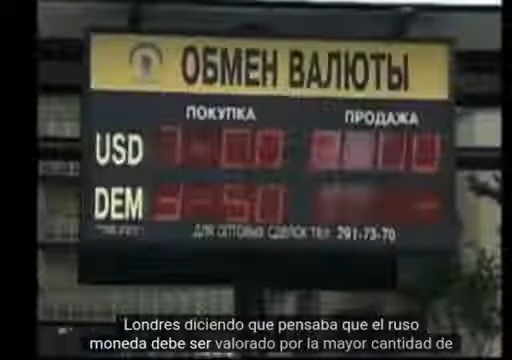 ОБМЕН ВАЛЮТЫ
ПОКУПКА ПРОДАЖА
USD
DEM
ДЛЯ ОПТОВЫХ СДЕЛОК ТЕЛ. 291-73-70
Londres diciendo que pensaba que el ruso
moneda debe ser valorado por la mayor cantidad de